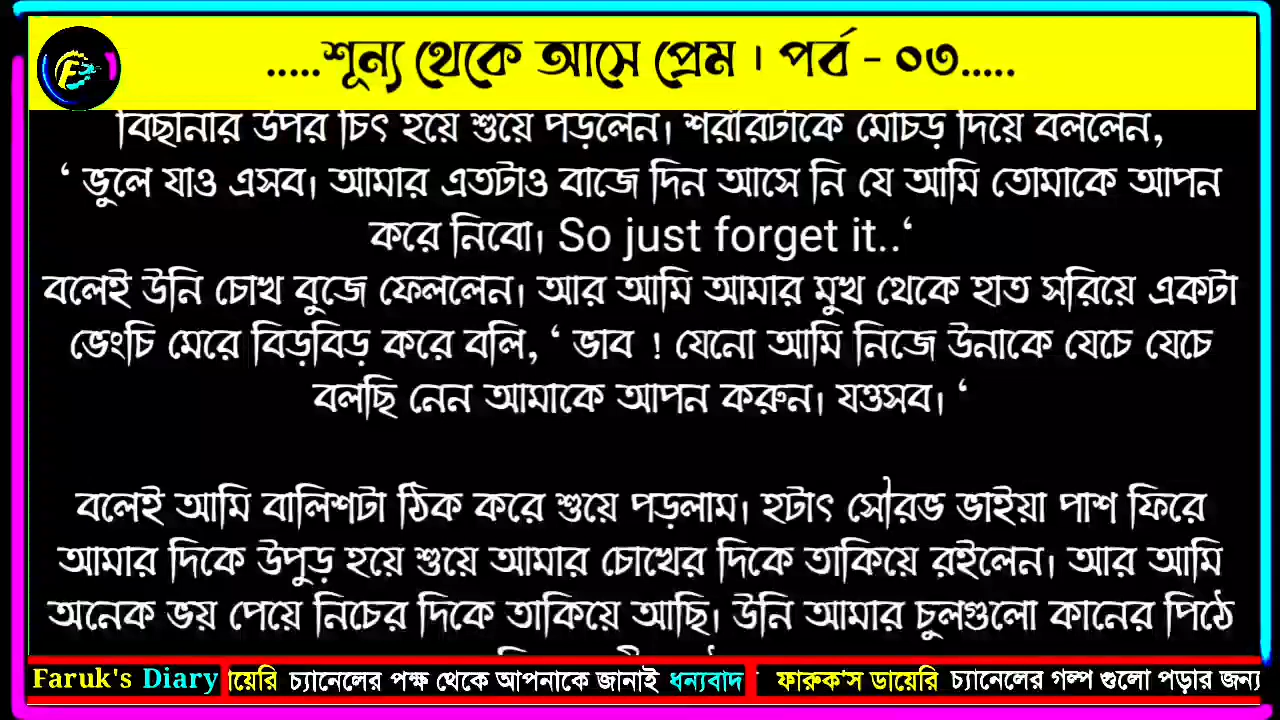 .....শূন্য থেকে আসে প্রেম । পর্ব - ০৩.....
বিছানার উপর চিৎ হয়ে শুয়ে পড়লেন। শরীরটাকে মোচড় দিয়ে বললেন,
‘ ভুলে যাও এসব। আমার এতটাও বাজে দিন আসে নি যে আমি তোমাকে আপন
করে নিবো। So just forget it..‘
বলেই উনি চোখ বুজে ফেললেন। আর আমি আমার মুখ থেকে হাত সরিয়ে একটা
ভেংচি মেরে বিড়বিড় করে বলি, ‘ ভাব ! যেনো আমি নিজে উনাকে যেচে যেচে
বলছি নেন আমাকে আপন করুন। যত্তসব। ‘
বলেই আমি বালিশটা ঠিক করে শুয়ে পড়লাম। হটাৎ সৌরভ ভাইয়া পাশ ফিরে
আমার দিকে উপুড় হয়ে শুয়ে আমার চোখের দিকে তাকিয়ে রইলেন। আর আমি
অনেক ভয় পেয়ে নিচের দিকে তাকিয়ে আছি। উনি আমার চুলগুলো কানের পিঠে
Faruk's Diary য়েরি চ্যানেলের পক্ষ থেকে আপনাকে জানাই ধন্যবাদ ফারুক'স ডায়েরি চ্যানেলের গল্প গুলো পড়ার জন্য